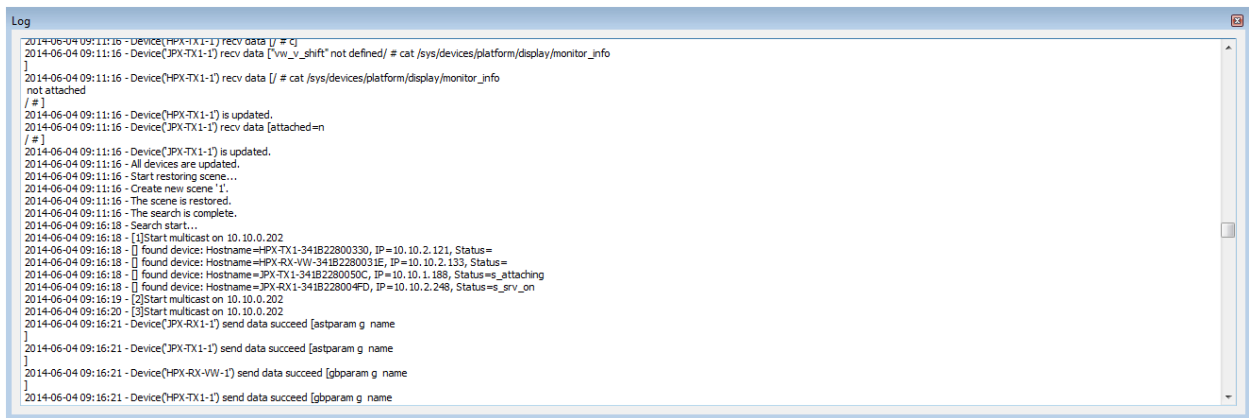 Log
2014-06-04 09:11:16 - Device('HPX-TX1-1') recv data [/ # c]
2014-06-04 09:11:16 - Device('JPX-TX1-1') recv data ["vw_v_shift" not defined/ # cat /sys/devices/platform/display/monitor_info
]
2014-06-04 09:11:16 - Device('HPX-TX1-1') recv data [/ # cat /sys/devices/platform/display/monitor_info
not attached
/ # ]
2014-06-04 09:11:16 - Device('HPX-TX1-1') is updated.
2014-06-04 09:11:16 - Device('JPX-TX1-1') recv data [attached=n
/ # ]
2014-06-04 09:11:16 - Device('JPX-TX1-1') is updated.
2014-06-04 09:11:16 - All devices are updated.
2014-06-04 09:11:16 - Start restoring scene...
2014-06-04 09:11:16 - Create new scene '1'.
2014-06-04 09:11:16 - The scene is restored.
2014-06-04 09:11:16 - The search is complete.
2014-06-04 09:16:18 - Search start...
2014-06-04 09:16:18 - [1]Start multicast on 10.10.0.202
2014-06-04 09:16:18 - [] found device: Hostname=HPX-TX1-341B22800330, IP=10.10.2.121, Status=
2014-06-04 09:16:18 - [] found device: Hostname=HPX-RX-VW-341B2280031E, IP=10.10.2.133, Status=
2014-06-04 09:16:18 - [] found device: Hostname=JPX-TX1-341B2280050C, IP=10.10.1.188, Status=s_attaching
2014-06-04 09:16:18 - [] found device: Hostname=JPX-RX1-341B228004FD, IP=10.10.2.248, Status=s_srv_on
2014-06-04 09:16:19 - [2]Start multicast on 10.10.0.202
2014-06-04 09:16:20 - [3]Start multicast on 10.10.0.202
2014-06-04 09:16:21 - Device('JPX-RX1-1') send data succeed [astparam g name
]
2014-06-04 09:16:21 - Device('JPX-TX1-1') send data succeed [astparam g name
]
2014-06-04 09:16:21 - Device('HPX-RX-VW-1') send data succeed [gbparam g name
]
2014-06-04 09:16:21 - Device('HPX-TX1-1') send data succeed [gbparam g name